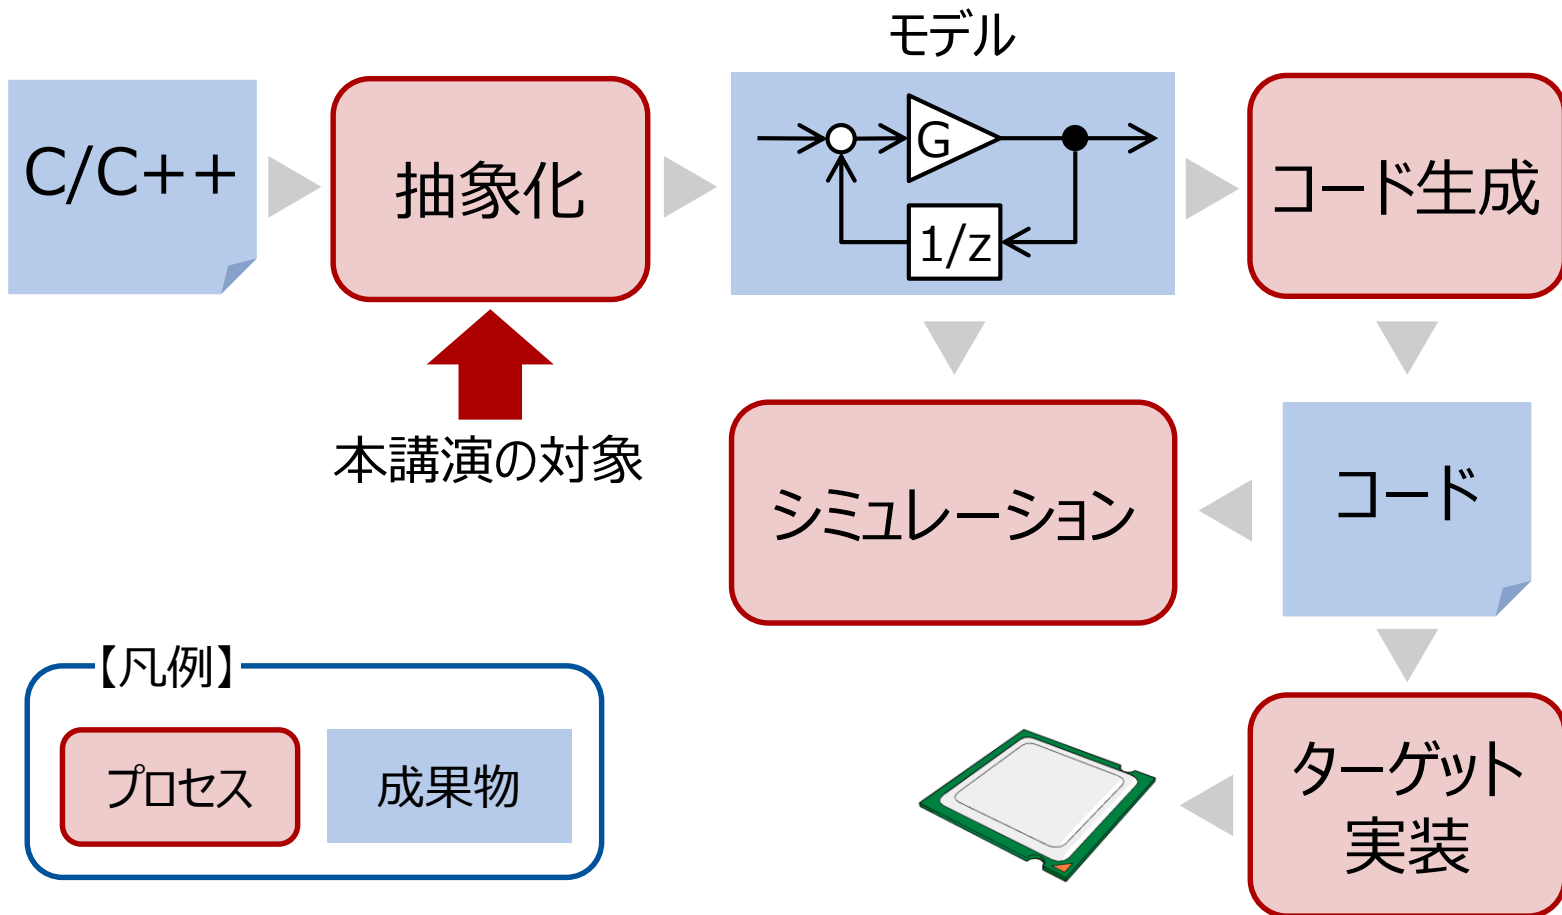 モデル
C/C++
抽象化
G
1/z
コード生成
本講演の対象
シミュレーション
コード
【凡例】
プロセス
成果物
ターゲット
実装